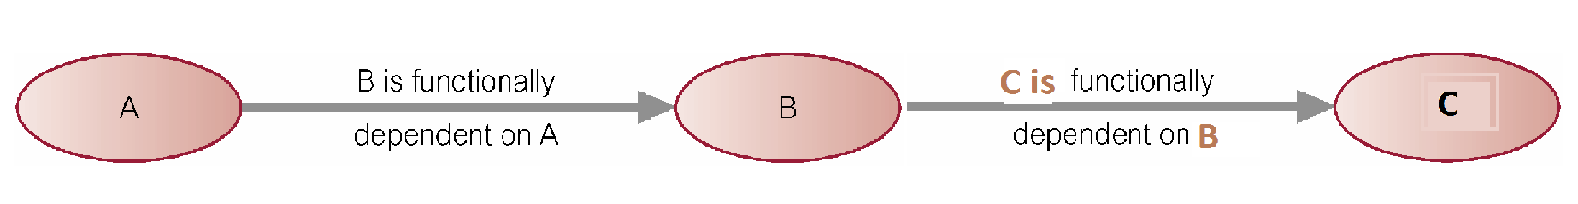 A
B is functionally
dependent on A
B
C is functionally
dependent on B
C